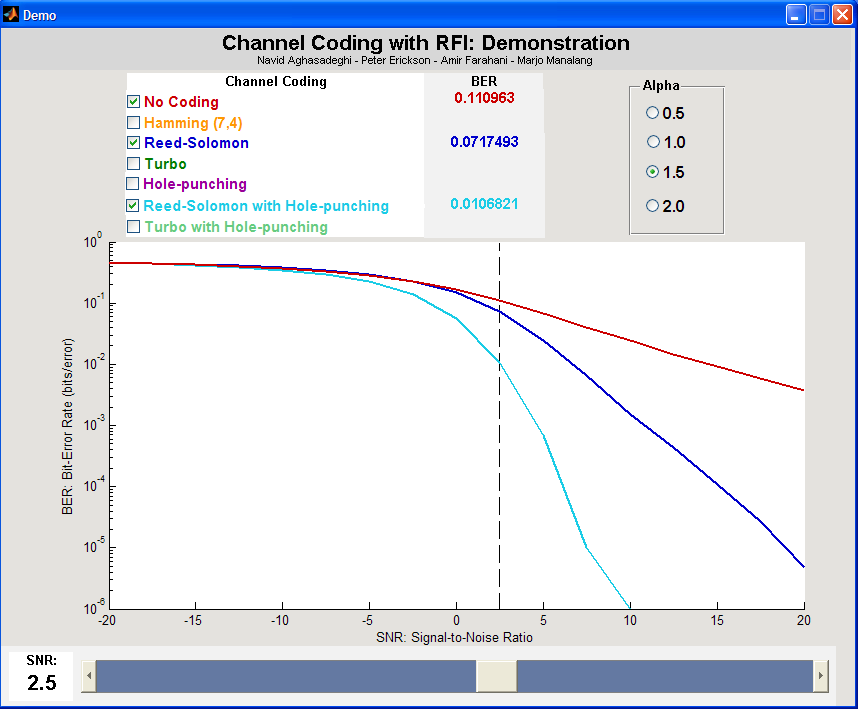 Demo
Channel Coding with RFI: Demonstration
Navid Aghasadeghi - Peter Erickson - Amir Farahani - Marjo Manalang
Channel Coding BER
No Coding 0.110963
Hamming (7,4)
Reed-Solomon 0.0717493
Turbo
Hole-punching
Reed-Solomon with Hole-punching 0.0106821
Turbo with Hole-punching
Alpha
0.5
1.0
1.5
2.0
BER: Bit-Error Rate (bits/error)
10^0
10^-1
10^-2
10^-3
10^-4
10^-5
10^-6
-20 -15 -10 -5 0 5 10 15 20
SNR: Signal-to-Noise Ratio
SNR:
2.5